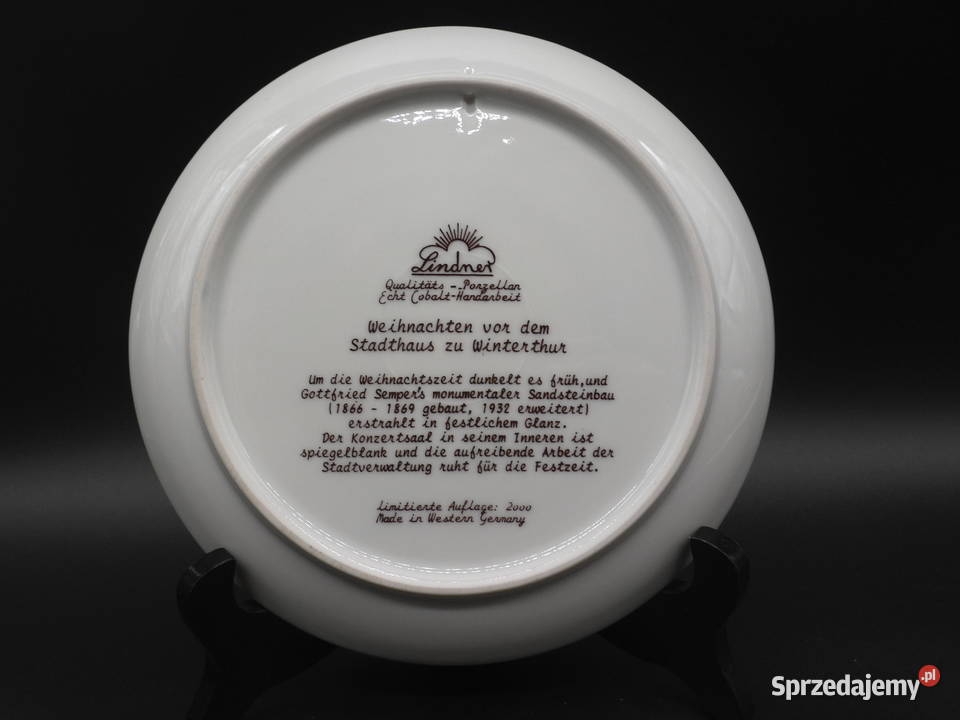 Lindner
Qualitäts - Porzellan
Echt Cobalt-Handarbeit
Weihnachten vor dem
Stadthaus zu Winterthur
Um die Weihnachtszeit dunkelt es früh, und
Gottfried Semper's monumentaler Sandsteinbau
(1866 - 1869 gebaut, 1932 erweitert)
erstrahlt in festlichem Glanz.
Der Konzertsaal in seinem Inneren ist
spiegelblank und die aufreibende Arbeit der
Stadtverwaltung ruht für die Festzeit.
Limitierte Auflage: 2000
Made in Western Germany
Sprzedajemy.pl